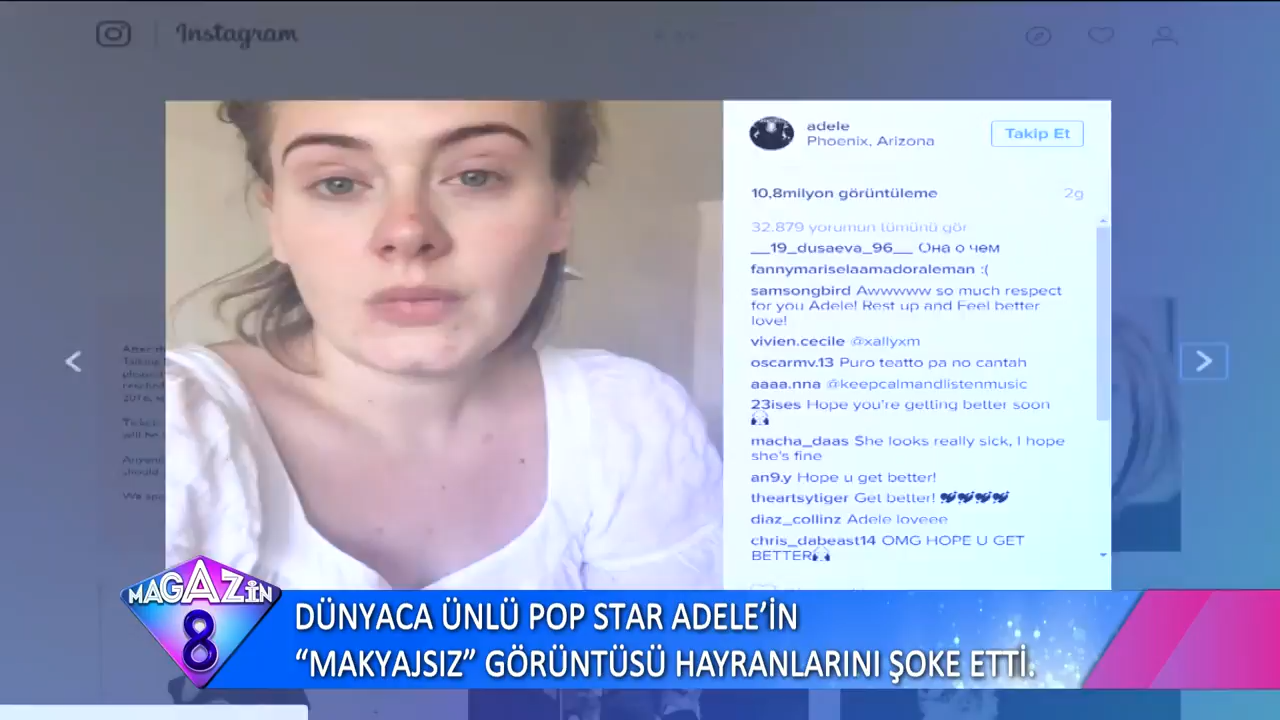 Instagram
adele
Phoenix, Arizona
Takip Et
10,8milyon görüntüleme
2g
32.879 yorumun tümünü gör
__19_dusaeva_96__ Она о чем
fannymariselaamadoraleman :(
samsongbird Awwwww so much respect
for you Adele! Rest up and Feel better
love!
vivien.cecile @xallyxm
oscarmv.13 Puro teatto pa no cantah
aaaa.nna @keepcalmandlistenmusic
23ises Hope you're getting better soon
macha_daas She looks really sick, I hope
she's fine
an9.y Hope u get better!
theartsytiger Get better!
diaz_collinz Adele loveee
chris_dabeast14 OMG HOPE U GET
BETTER
MAGAZİN
8
DÜNYACA ÜNLÜ POP STAR ADELE’İN
“MAKYAJSIZ” GÖRÜNTÜSÜ HAYRANLARINI ŞOKE ETTİ.